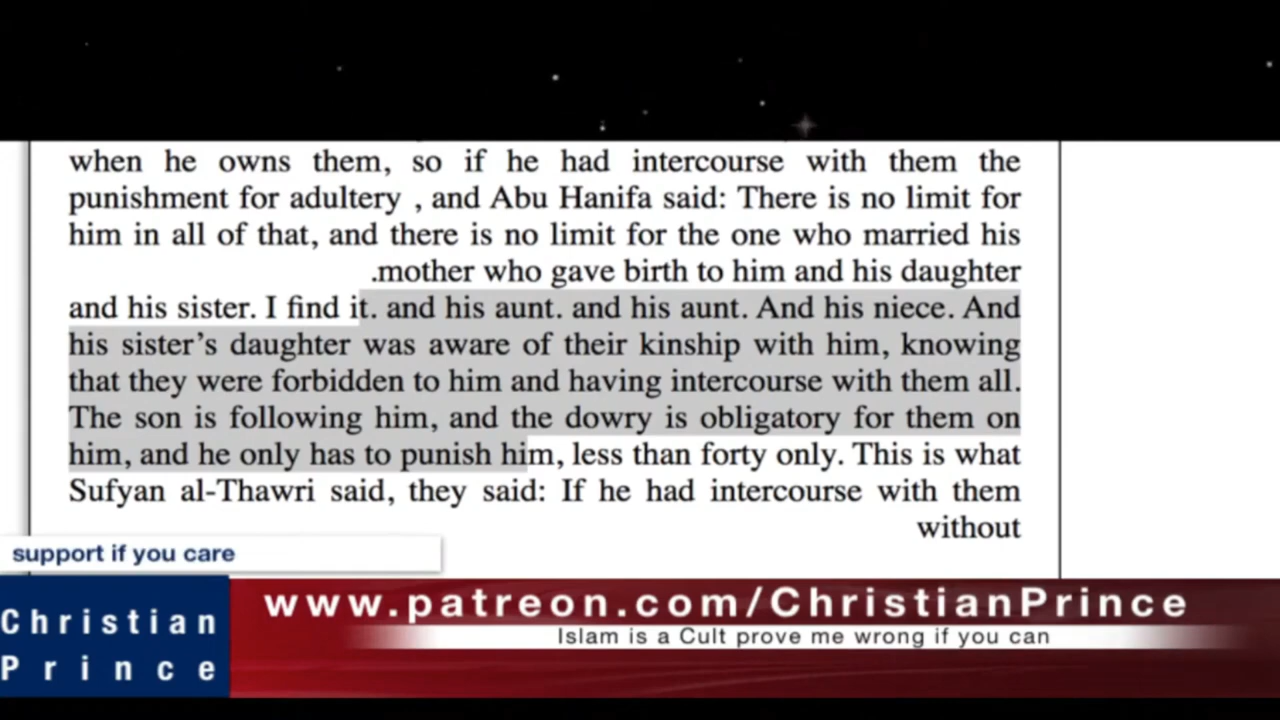 when he owns them, so if he had intercourse with them the
punishment for adultery , and Abu Hanifa said: There is no limit for
him in all of that, and there is no limit for the one who married his
.mother who gave birth to him and his daughter
and his sister. I find it. and his aunt. and his aunt. And his niece. And
his sister’s daughter was aware of their kinship with him, knowing
that they were forbidden to him and having intercourse with them all.
The son is following him, and the dowry is obligatory for them on
him, and he only has to punish him, less than forty only. This is what
Sufyan al-Thawri said, they said: If he had intercourse with them
without
support if you care
Christian
Prince
www.patreon.com/ChristianPrince
Islam is a Cult prove me wrong if you can